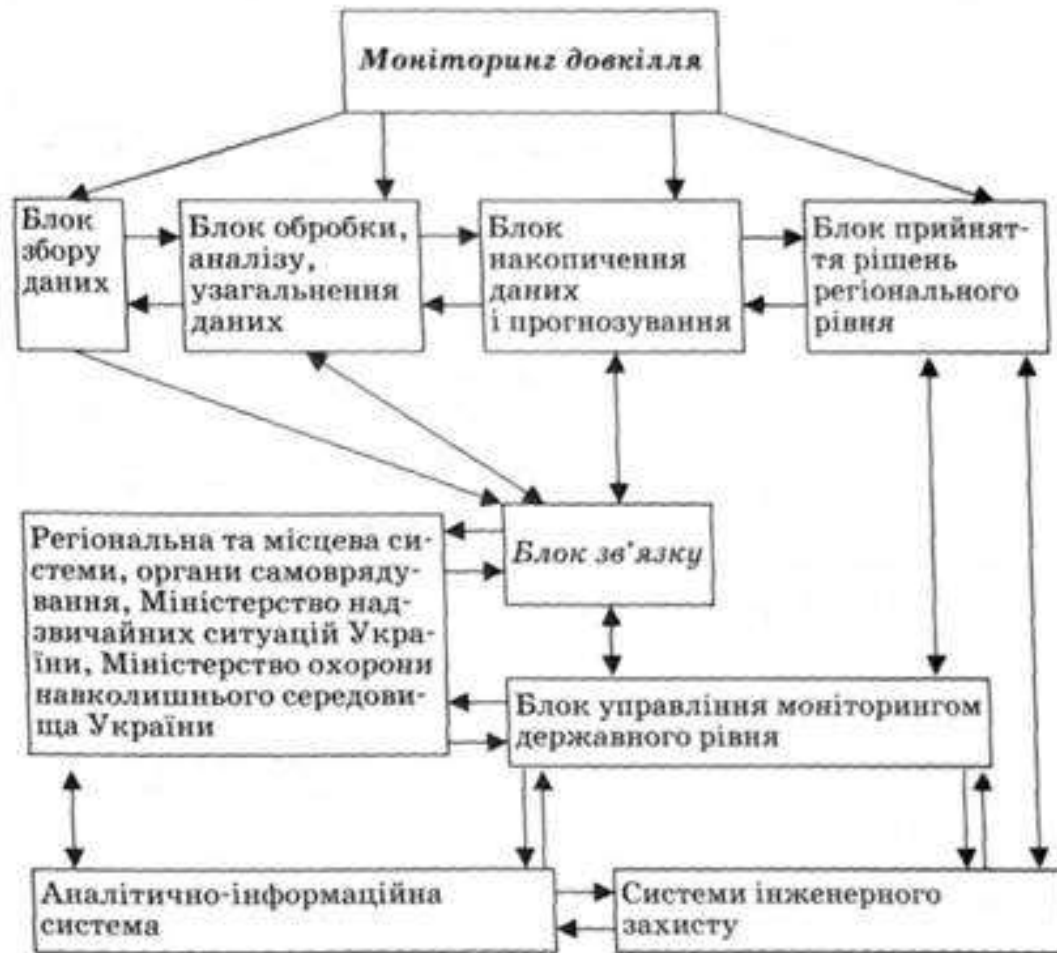 Моніторинг довкілля
Блок
збору
даних
Блок обробки,
аналізу,
узагальнення
даних
Блок
накопичення
даних
і прогнозування
Блок прийнят-
тя рішень
регіонального
рівня
Регіональна та місцева си-
стеми, органи самовряду-
вання, Міністерство над-
звичайних ситуацій Укра-
їни, Міністерство охорони
навколишнього середови-
ща України
Блок зв’язку
Блок управління моніторингом
державного рівня
Аналітично-інформаційна
система
Системи інженерного
захисту